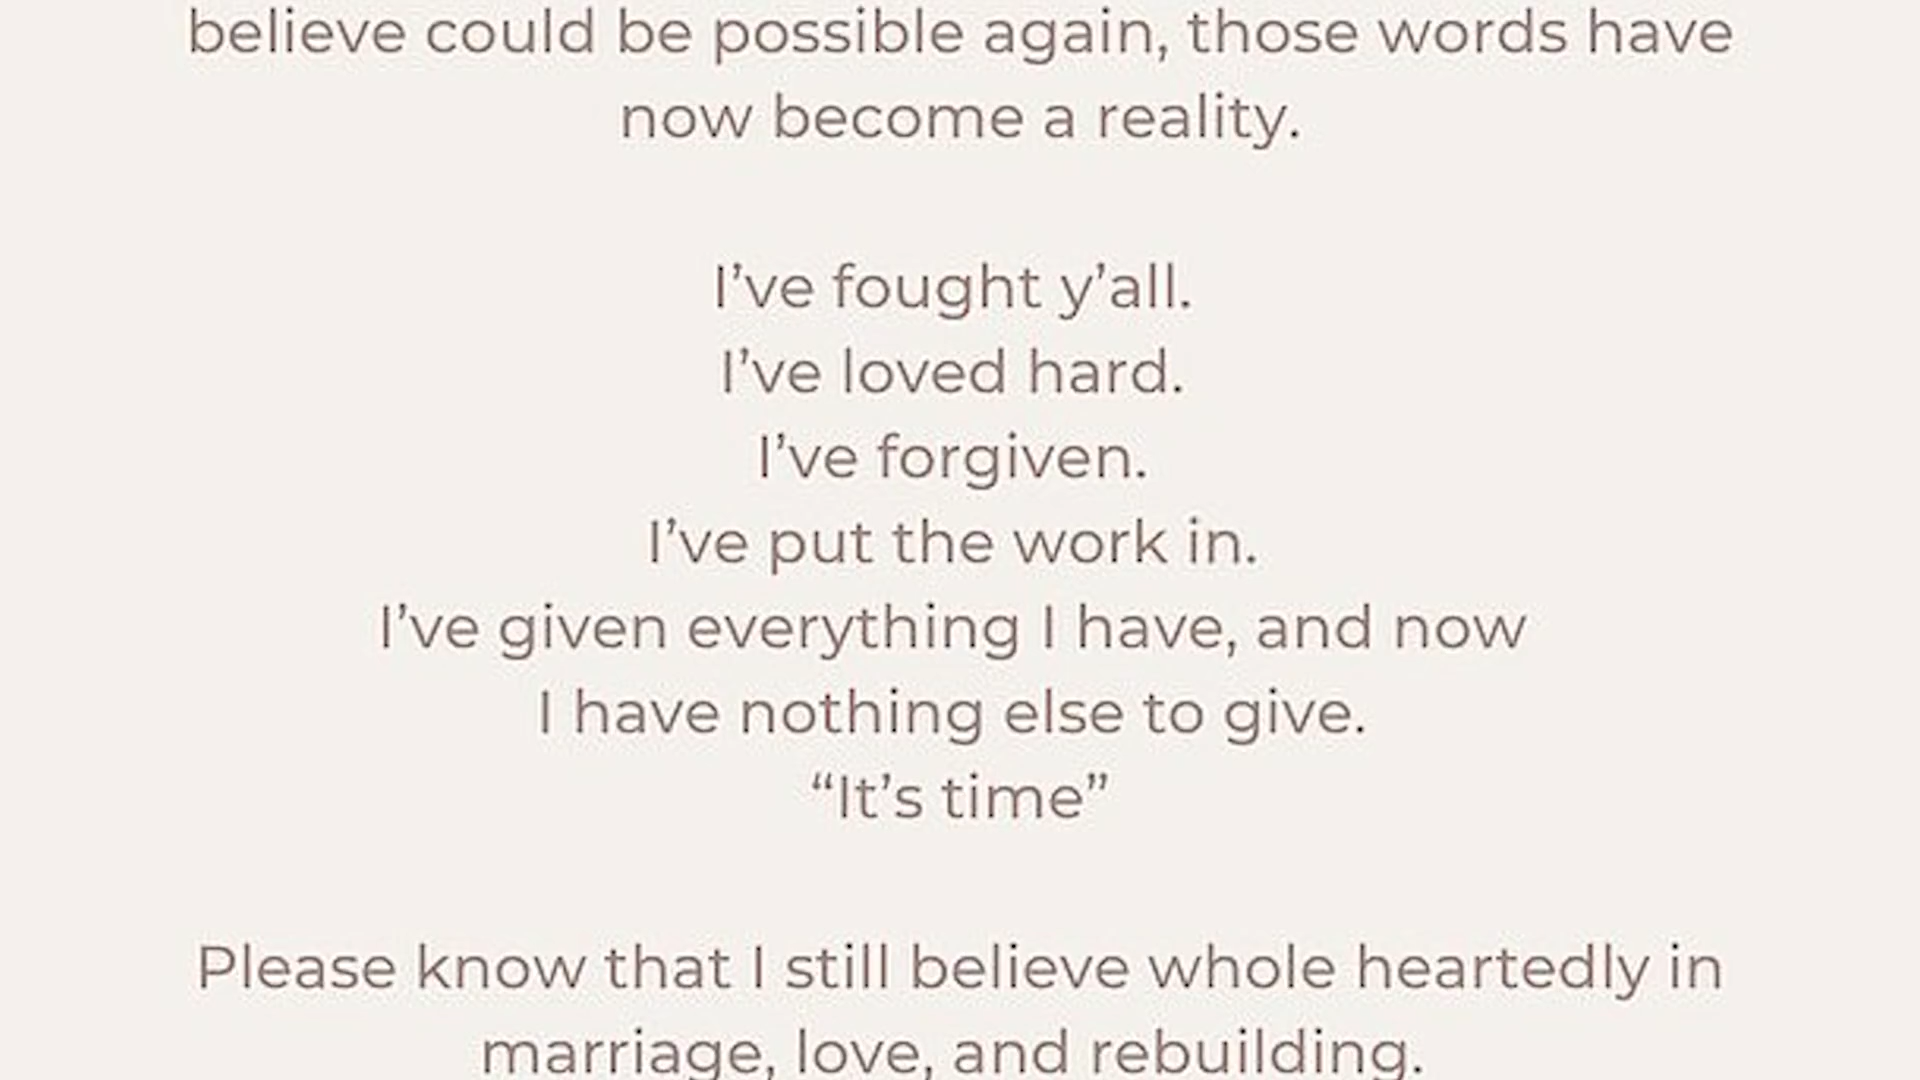 believe could be possible again, those words have
now become a reality.
I’ve fought y’all.
I’ve loved hard.
I’ve forgiven.
I’ve put the work in.
I’ve given everything I have, and now
I have nothing else to give.
“It’s time”
Please know that I still believe whole heartedly in
marriage, love, and rebuilding.